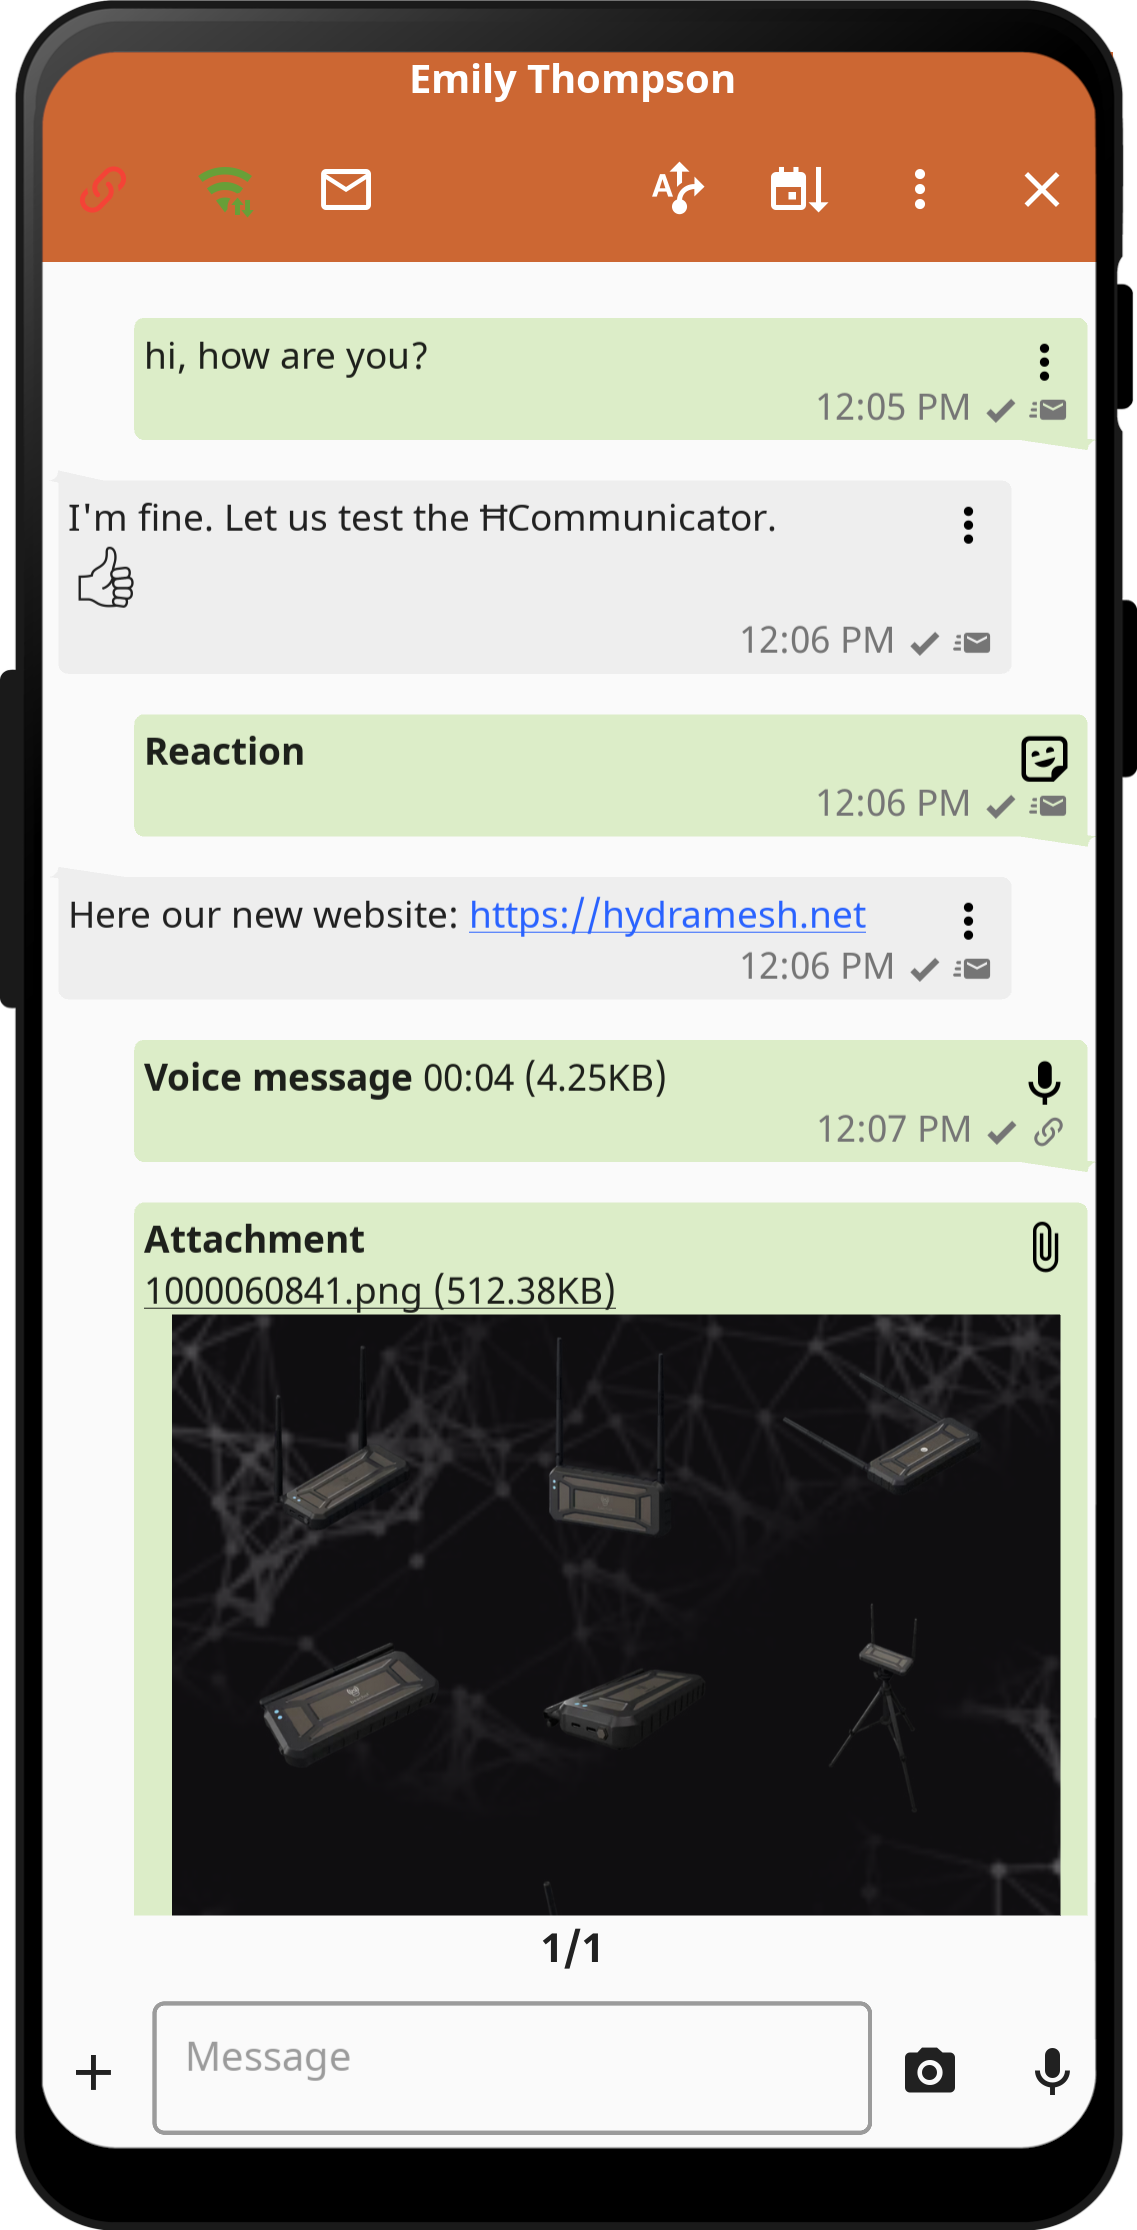 Emily Thompson
hi, how are you?
12:05 PM
I'm fine. Let us test the ĦCommunicator.
12:06 PM
Reaction
12:06 PM
Here our new website: https://hydramesh.net
12:06 PM
Voice message 00:04 (4.25KB)
12:07 PM
Attachment
1000060841.png (512.38KB)
1/1
Message